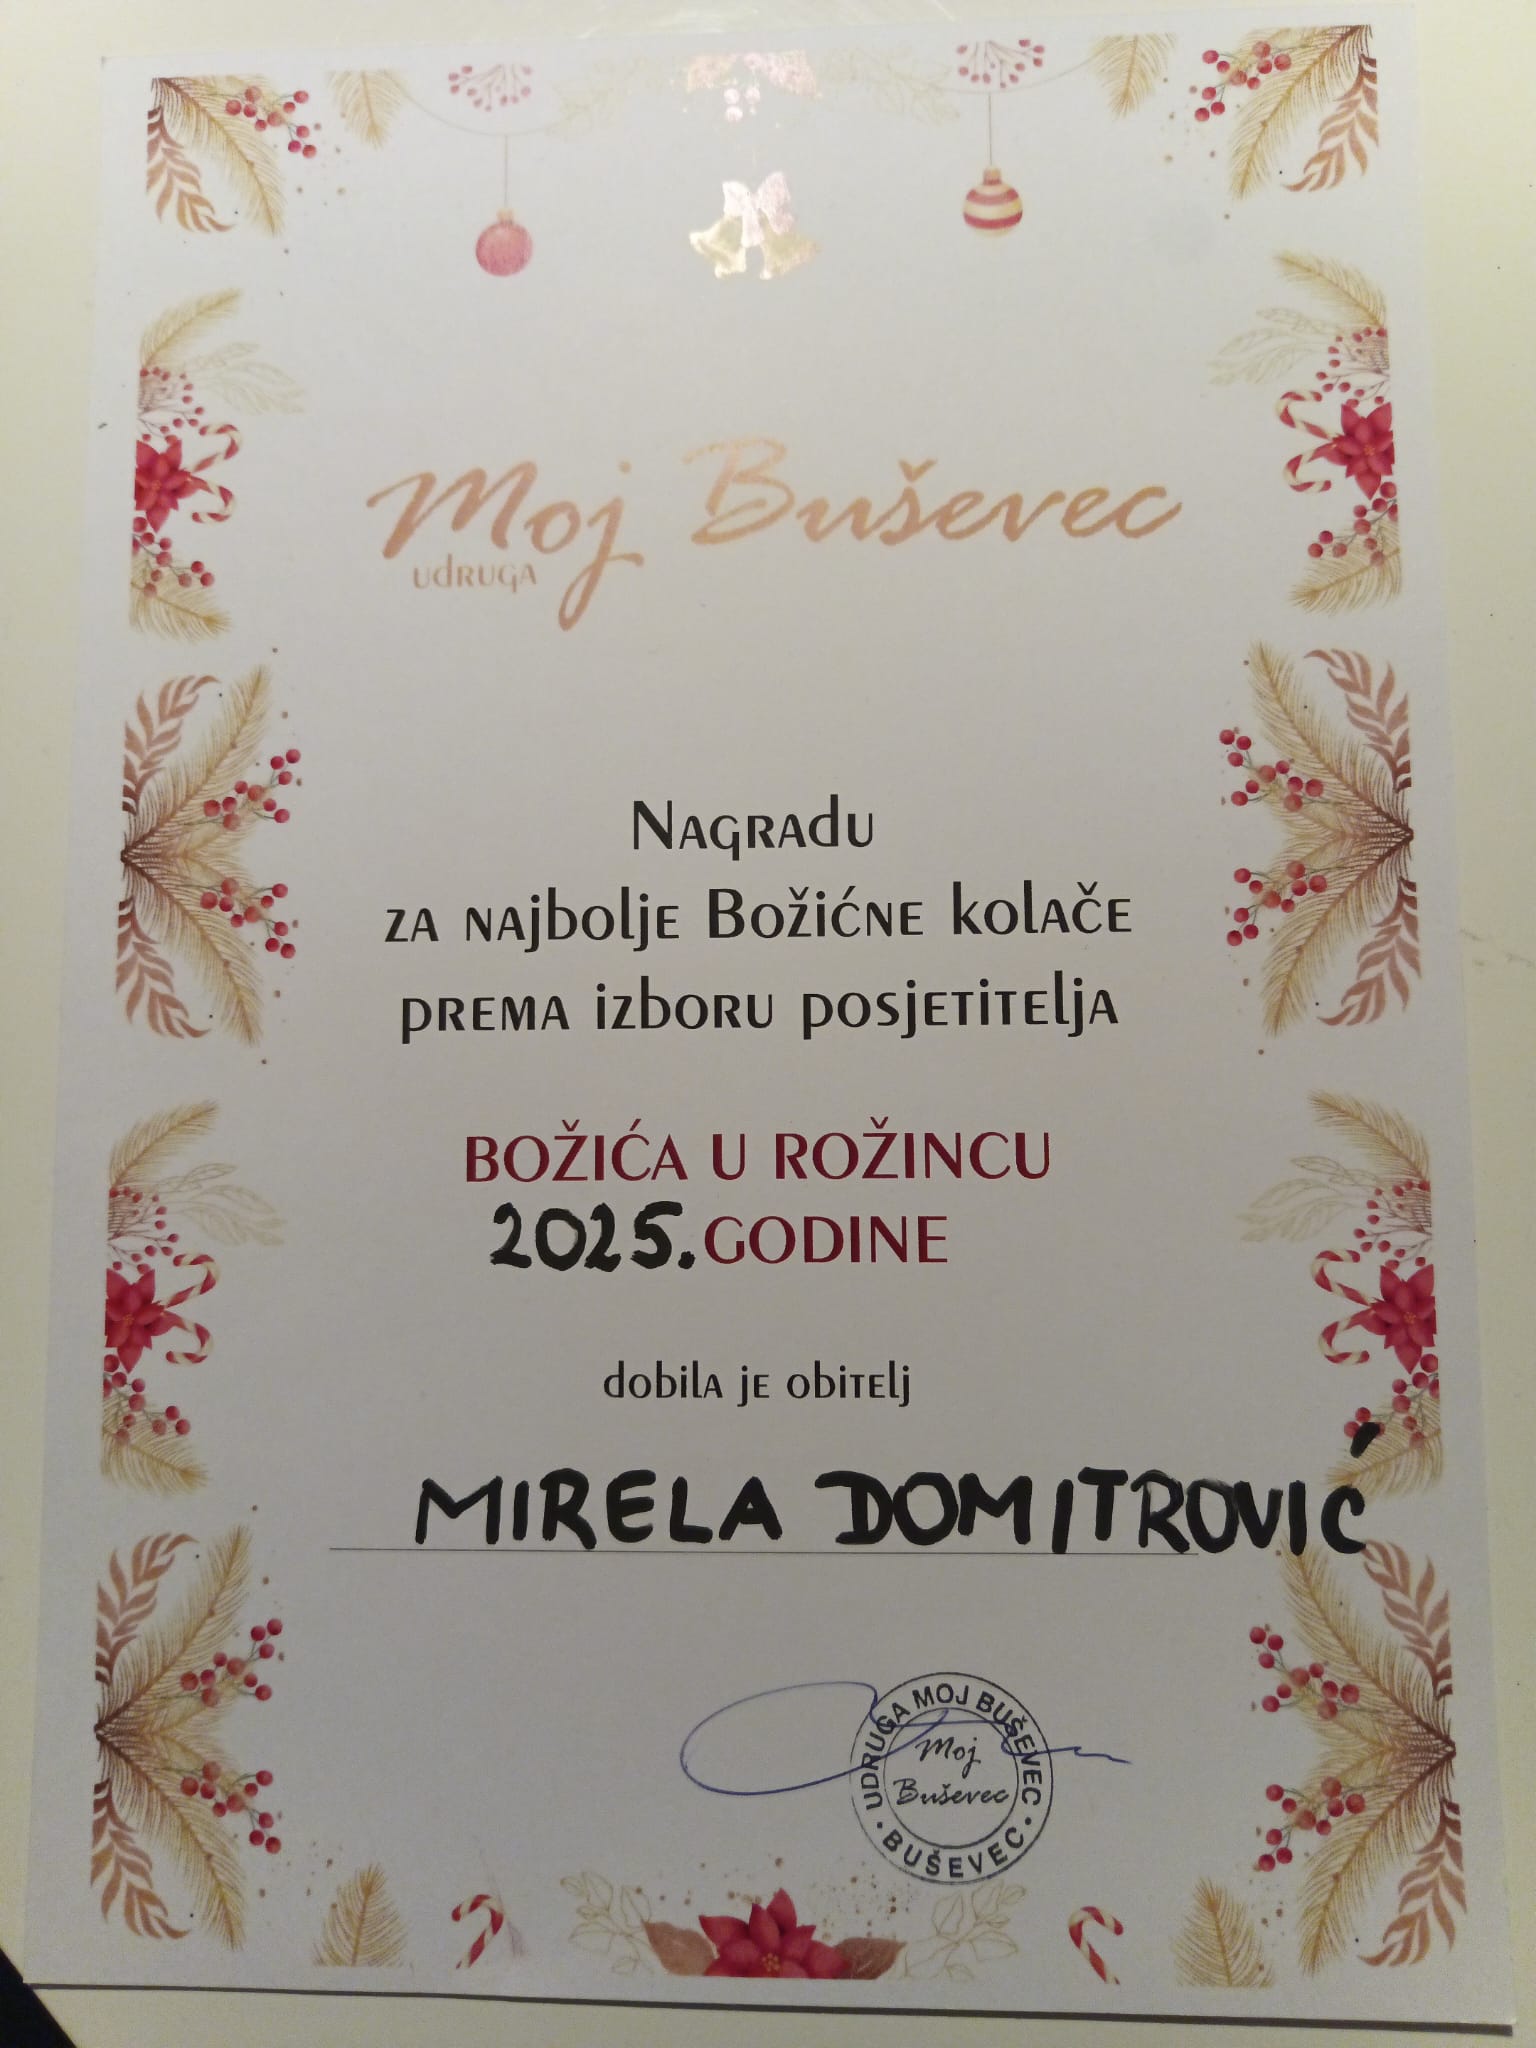 Moj Buševec
udruga
Nagradu
za najbolje Božićne kolače
prema izboru posjetitelja
BOŽIĆA U ROŽINCU
2025. GODINE
dobila je obitelj
MIRELA DOMITROVIĆ
UDRUGA MOJ BUŠEVEC
Moj
Buševec
• BUŠEVEC •